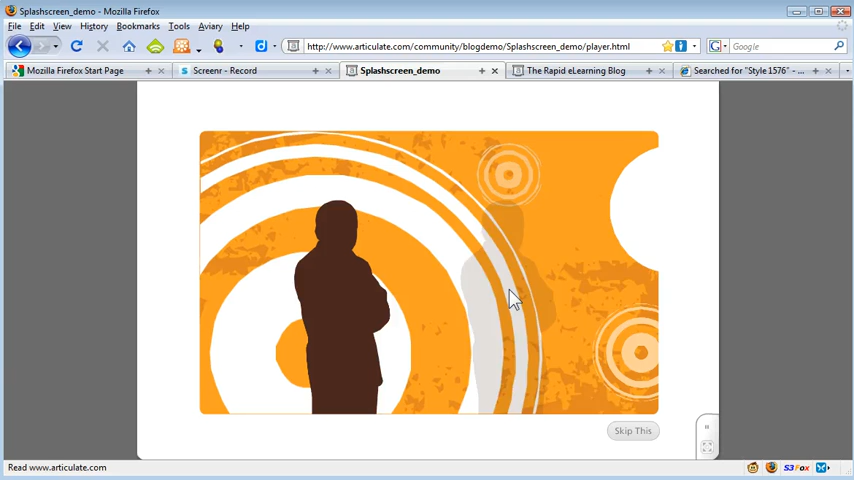 Splashscreen_demo - Mozilla Firefox
File Edit View History Bookmarks Tools Aviary Help
http://www.articulate.com/community/blogdemo/Splashscreen_demo/player.html
Google
Mozilla Firefox Start Page
Screenr - Record
Splashscreen_demo
The Rapid eLearning Blog
Searched for "Style 1576" - ...
Skip This
Read www.articulate.com
S3Fox